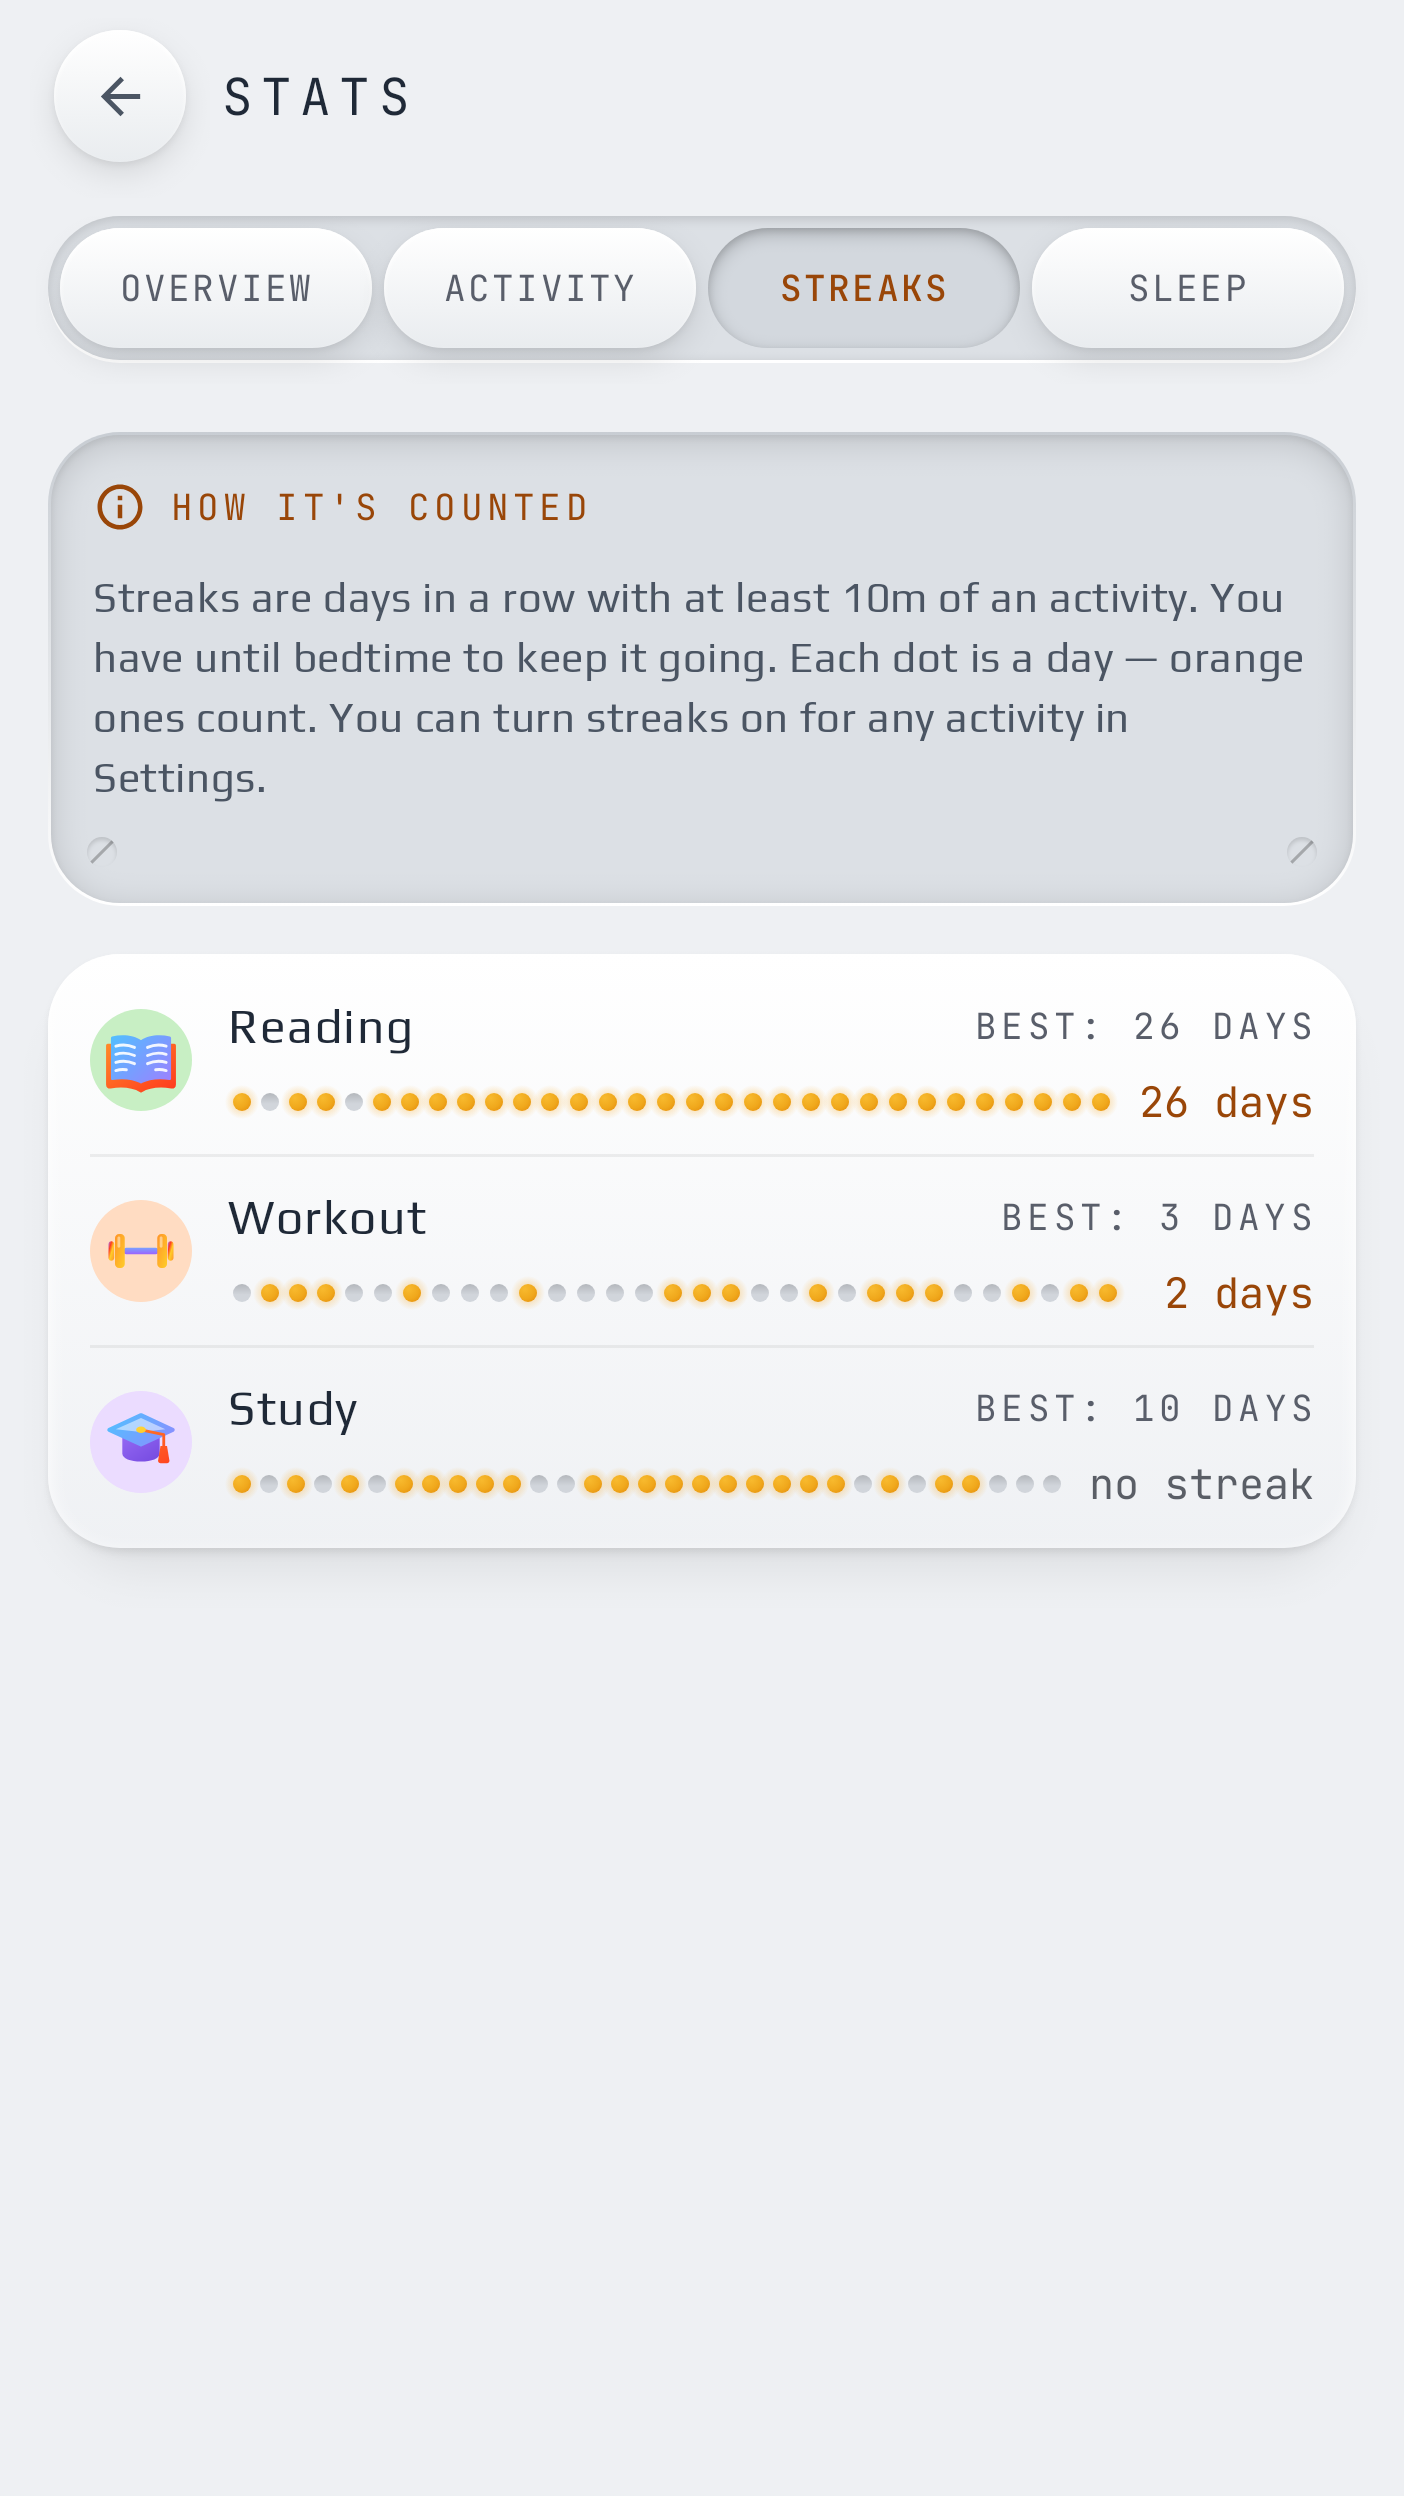 STATS
OVERVIEW
ACTIVITY
STREAKS
SLEEP
HOW IT'S COUNTED
Streaks are days in a row with at least 10m of an activity. You
have until bedtime to keep it going. Each dot is a day — orange
ones count. You can turn streaks on for any activity in
Settings.
Reading
BEST: 26 DAYS
26 days
Workout
BEST: 3 DAYS
2 days
Study
BEST: 10 DAYS
no streak